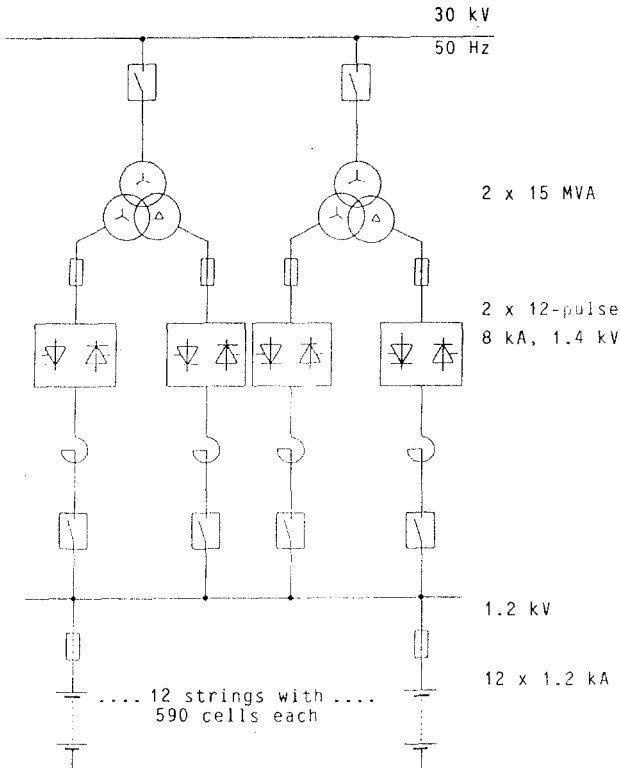 30 kV
50 Hz
2 x 15 MVA
2 x 12-pulse
8 kA, 1.4 kV
1.2 kV
12 x 1.2 kA
.... 12 strings with ....
590 cells each